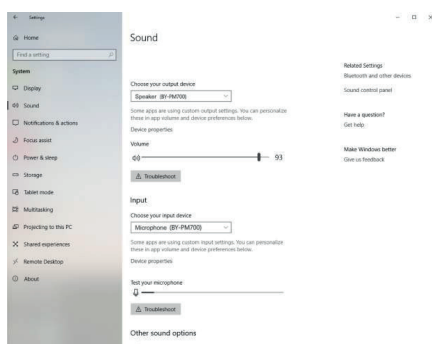 Settings
Home
Find a setting
System
Display
Sound
Notifications & actions
Focus assist
Power & sleep
Storage
Tablet mode
Multitasking
Projecting to this PC
Shared experiences
Remote Desktop
About
Sound
Choose your output device
Speaker (BY-PM700)
Some apps are using custom output settings. You can personalize
these in app volume and device preferences below.
Device properties
Volume
93
Troubleshoot
Input
Choose your input device
Microphone (BY-PM700)
Some apps are using custom input settings. You can personalize
these in app volume and device preferences below.
Device properties
Test your microphone
Troubleshoot
Other sound options
Related Settings
Bluetooth and other devices
Sound control panel
Have a question?
Get help
Make Windows better
Give us feedback